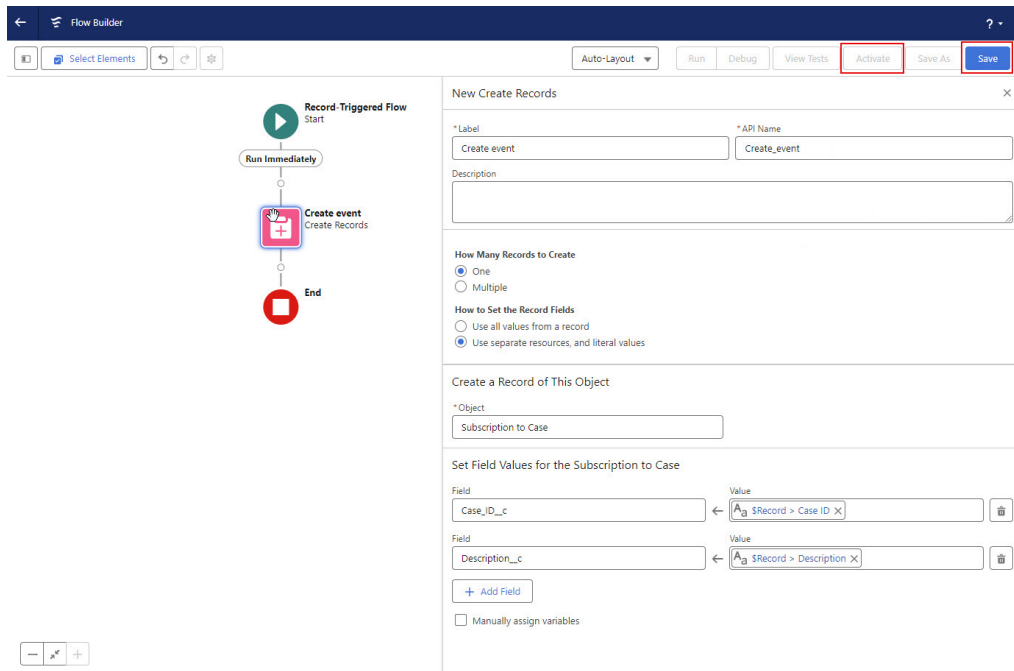 Flow Builder
?
Select Elements
Auto-Layout
Run
Debug
View Tests
Activate
Save As
Save
Record-Triggered Flow
Start
Run Immediately
Create event
Create Records
End
New Create Records
* Label
* API Name
Create event
Create_event
Description
How Many Records to Create
One
Multiple
How to Set the Record Fields
Use all values from a record
Use separate resources, and literal values
Create a Record of This Object
* Object
Subscription to Case
Set Field Values for the Subscription to Case
Field
Value
Case_ID__c
Aa $Record > Case ID
Field
Value
Description__c
Aa $Record > Description
+ Add Field
Manually assign variables